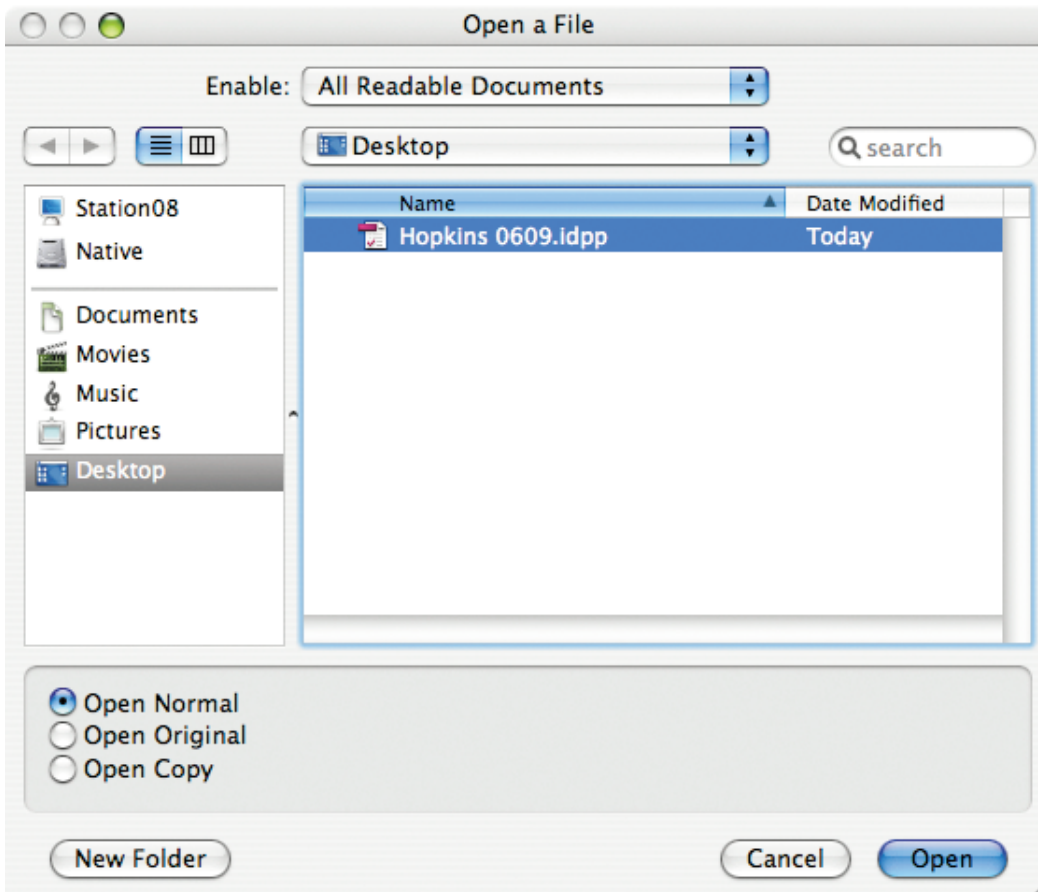 Open a File
Enable: All Readable Documents
Desktop
search
Station08
Native
Documents
Movies
Music
Pictures
Desktop
Name Date Modified
Hopkins 0609.idpp Today
Open Normal
Open Original
Open Copy
New Folder Cancel Open